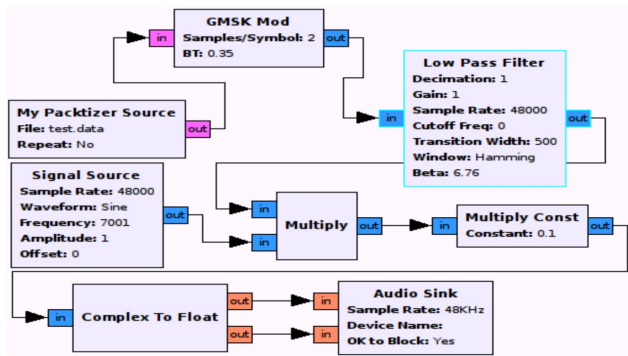 GMSK Mod
in
Samples/Symbol: 2
out
BT: 0.35
Low Pass Filter
Decimation: 1
Gain: 1
Sample Rate: 48000
in
Cutoff Freq: 0
out
Transition Width: 500
Window: Hamming
Beta: 6.76
My Packtizer Source
File: test.data
out
Repeat: No
Signal Source
Sample Rate: 48000
Waveform: Sine
out
Frequency: 7001
Amplitude: 1
Offset: 0
in
in
Multiply
out
in
Multiply Const
Constant: 0.1
out
in
Complex To Float
out
out
in
in
Audio Sink
Sample Rate: 48KHz
Device Name:
OK to Block: Yes